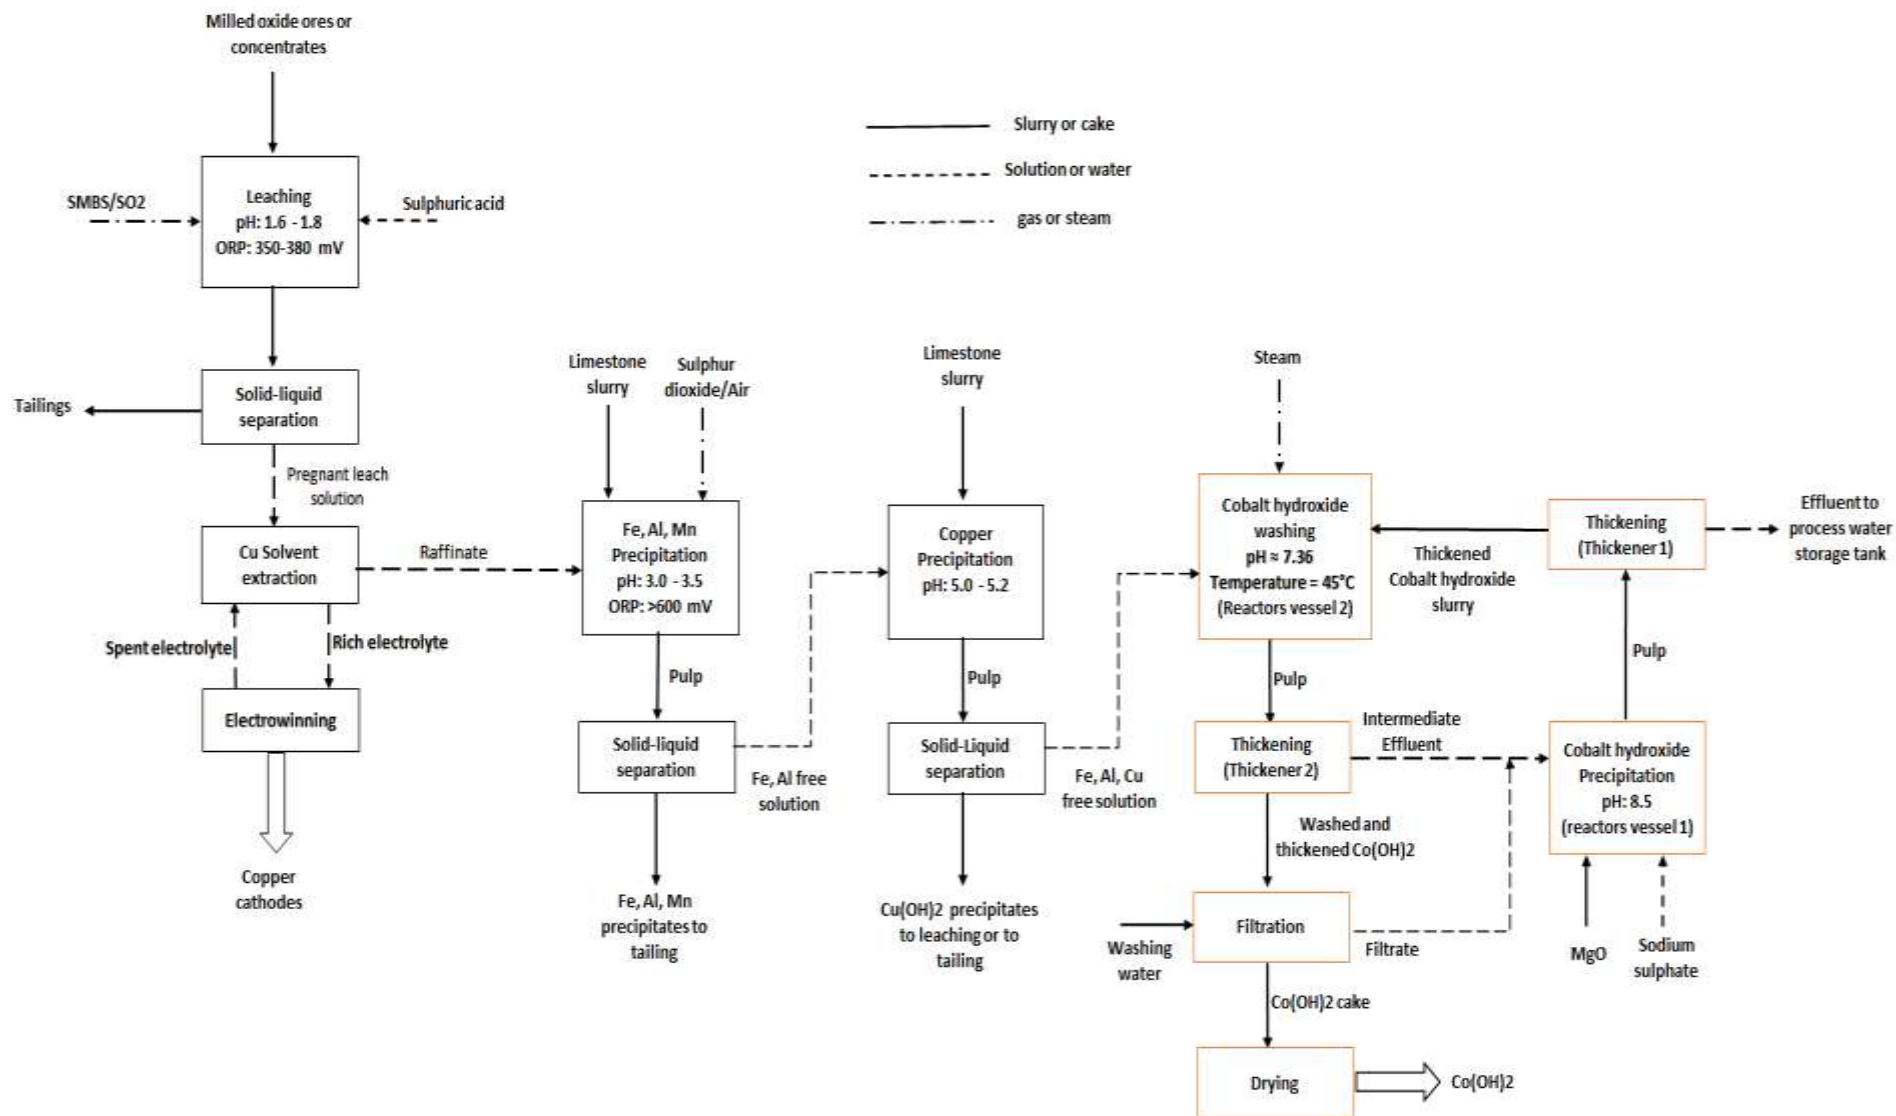 Milled oxide ores or
concentrates
Slurry or cake
Solution or water
gas or steam
SMBS/SO2
Leaching
pH: 1.6 - 1.8
ORP: 350-380 mV
Sulphuric acid
Solid-liquid
separation
Tailings
Pregnant leach
solution
Cu Solvent
extraction
Raffinate
Spent electrolyte
Rich electrolyte
Electrowinning
Copper
cathodes
Limestone
slurry
Sulphur
dioxide/Air
Fe, Al, Mn
Precipitation
pH: 3.0 - 3.5
ORP: >600 mV
Pulp
Solid-liquid
separation
Fe, Al free
solution
Fe, Al, Mn
precipitates to
tailing
Limestone
slurry
Copper
Precipitation
pH: 5.0 - 5.2
Pulp
Solid-Liquid
separation
Fe, Al, Cu
free solution
Cu(OH)2 precipitates
to leaching or to
tailing
Steam
Cobalt hydroxide
washing
pH ≈ 7.36
Temperature = 45°C
(Reactors vessel 2)
Thickened
Cobalt hydroxide
slurry
Thickening
(Thickener 1)
Effluent to
process water
storage tank
Pulp
Pulp
Thickening
(Thickener 2)
Intermediate
Effluent
Cobalt hydroxide
Precipitation
pH: 8.5
(reactors vessel 1)
MgO
Sodium
sulphate
Washed and
thickened Co(OH)2
Washing
water
Filtration
Filtrate
Co(OH)2 cake
Drying
Co(OH)2